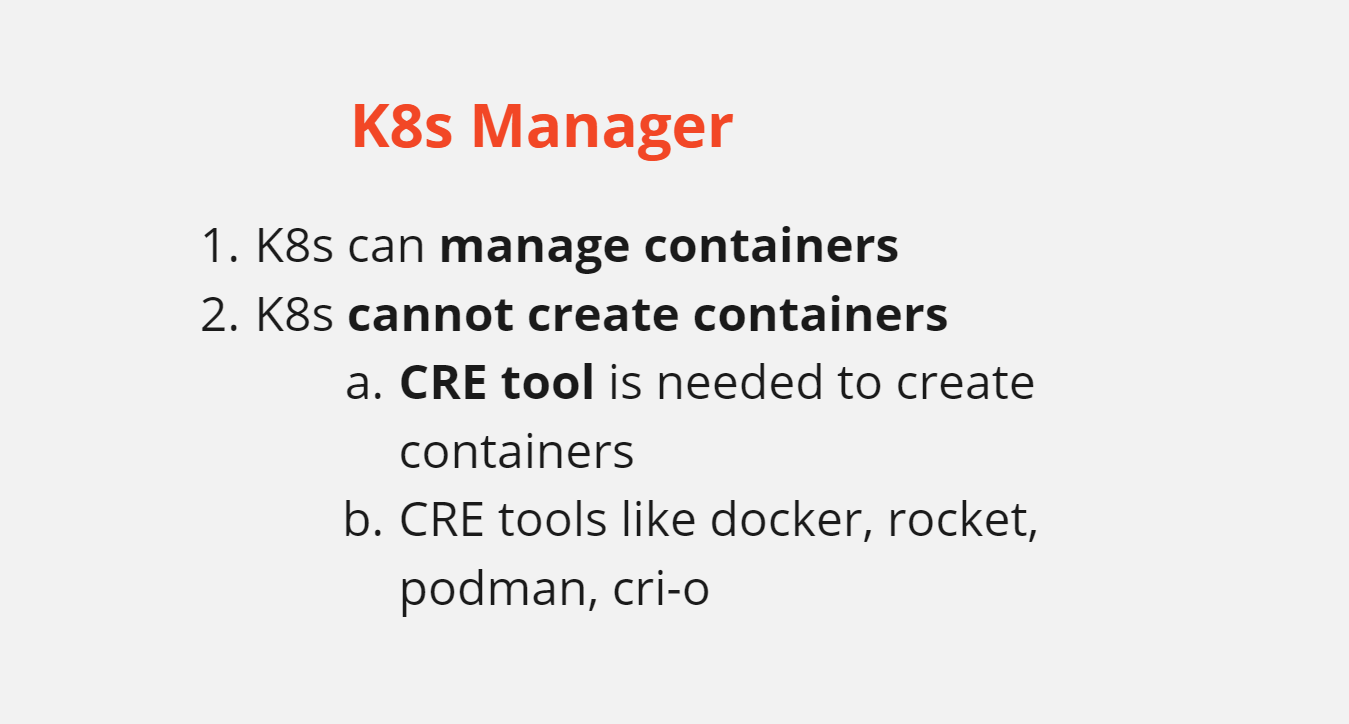 K8s Manager
1. K8s can manage containers
2. K8s cannot create containers
a. CRE tool is needed to create
containers
b. CRE tools like docker, rocket,
podman, cri-o